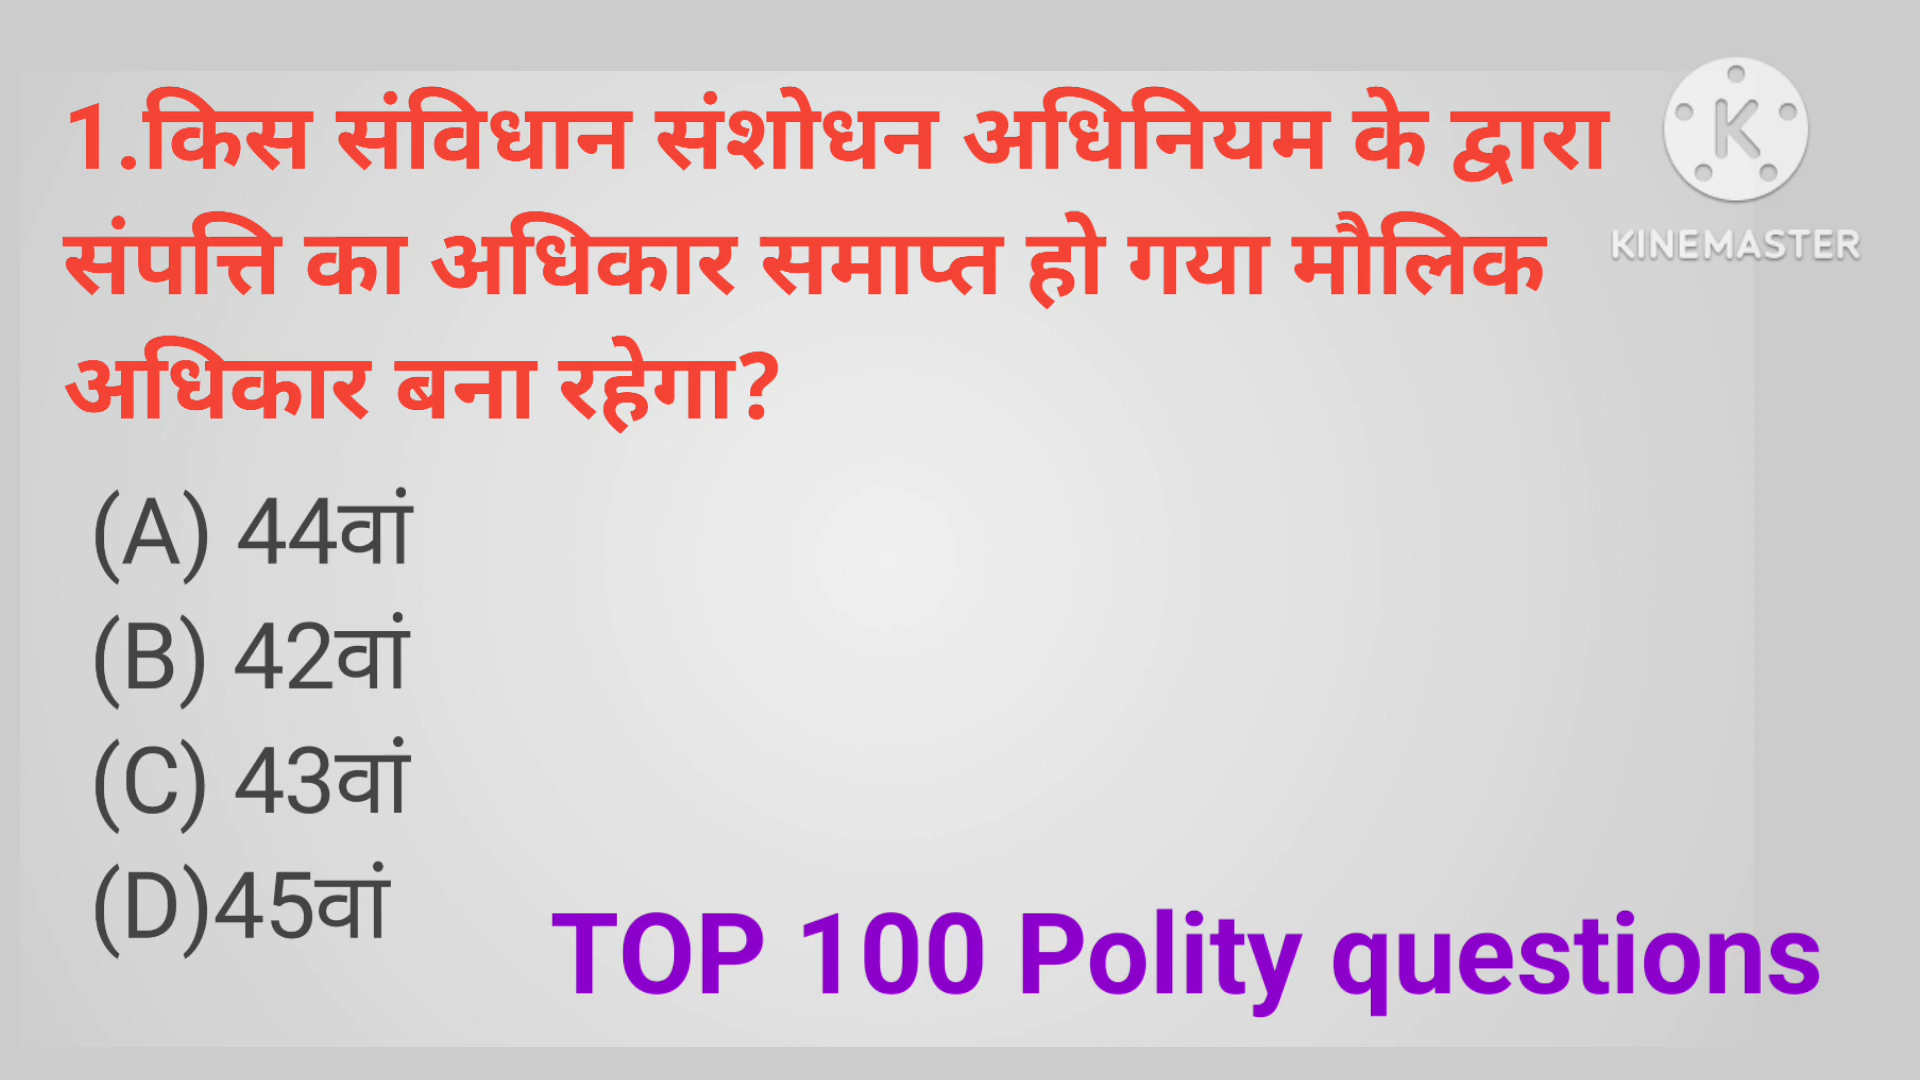 1.किस संविधान संशोधन अधिनियम के द्वारा
संपत्ति का अधिकार समाप्त हो गया मौलिक
अधिकार बना रहेगा?
(A) 44वां
(B) 42वां
(C) 43वां
(D)45वां
TOP 100 Polity questions
K
KINEMASTER